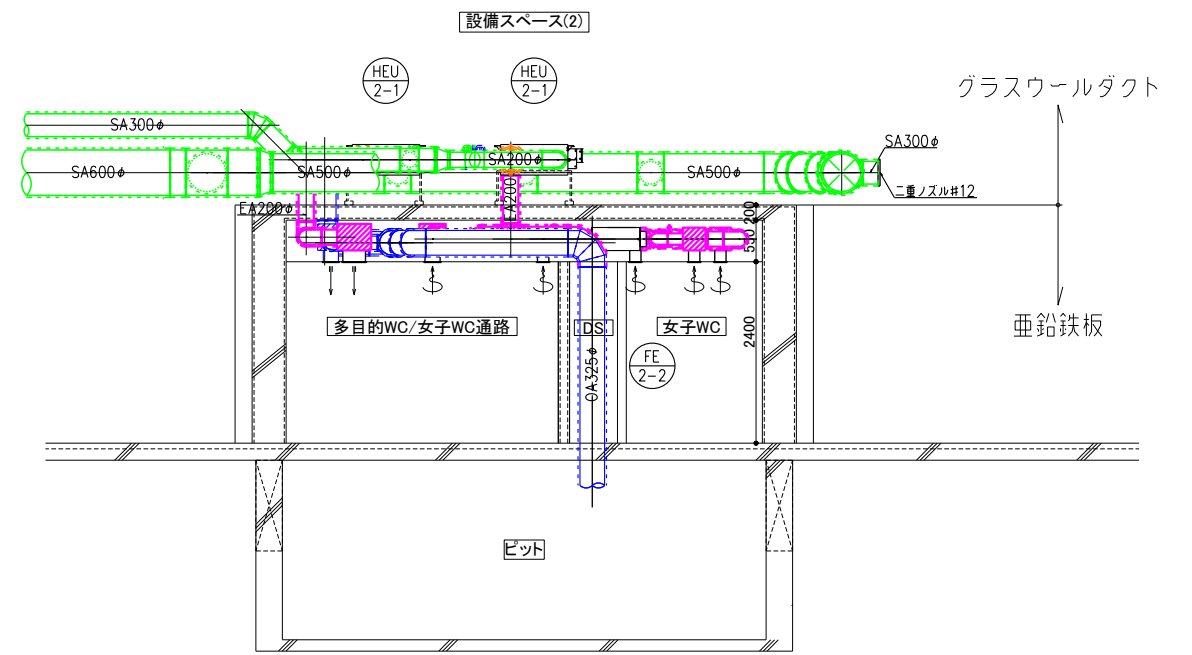 設備スペース(2)
HEU
2-1
HEU
2-1
グラスウールダクト
SA300φ
SA300φ
SA600φ
SA500φ
SA200φ
SA500φ
二重ノズル#12
EA200φ
EA200
200
多目的WC/女子WC通路
DS
女子WC
2400
亜鉛鉄板
FE
2-2
OA325φ
ピット